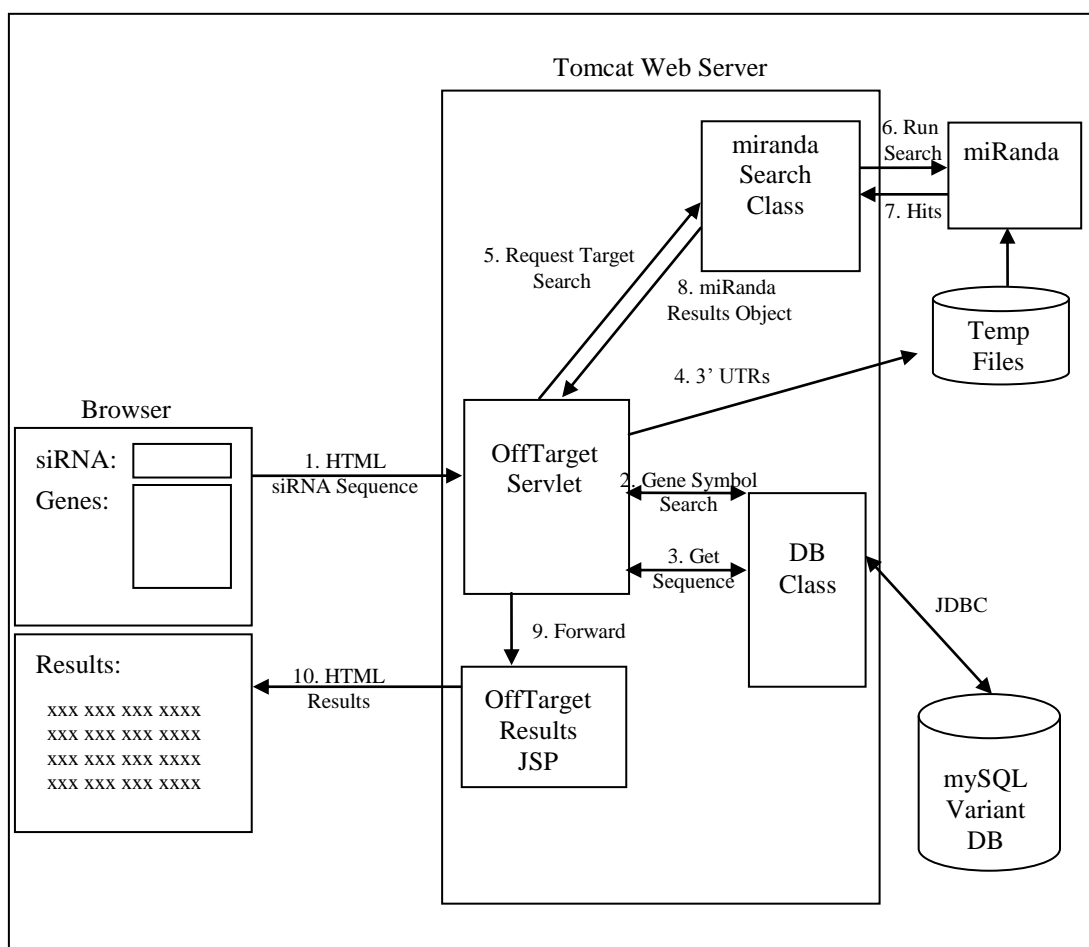 Tomcat Web Server
miranda
Search
Class
6. Run
Search
7. Hits
miRanda
5. Request Target
Search
8. miRanda
Results Object
Temp
Files
4. 3’ UTRs
Browser
siRNA:
Genes:
1. HTML
siRNA Sequence
OffTarget
Servlet
2. Gene Symbol
Search
3. Get
Sequence
DB
Class
JDBC
9. Forward
Results:
xxx xxx xxx xxxx
xxx xxx xxx xxxx
xxx xxx xxx xxxx
xxx xxx xxx xxxx
10. HTML
Results
OffTarget
Results
JSP
mySQL
Variant
DB